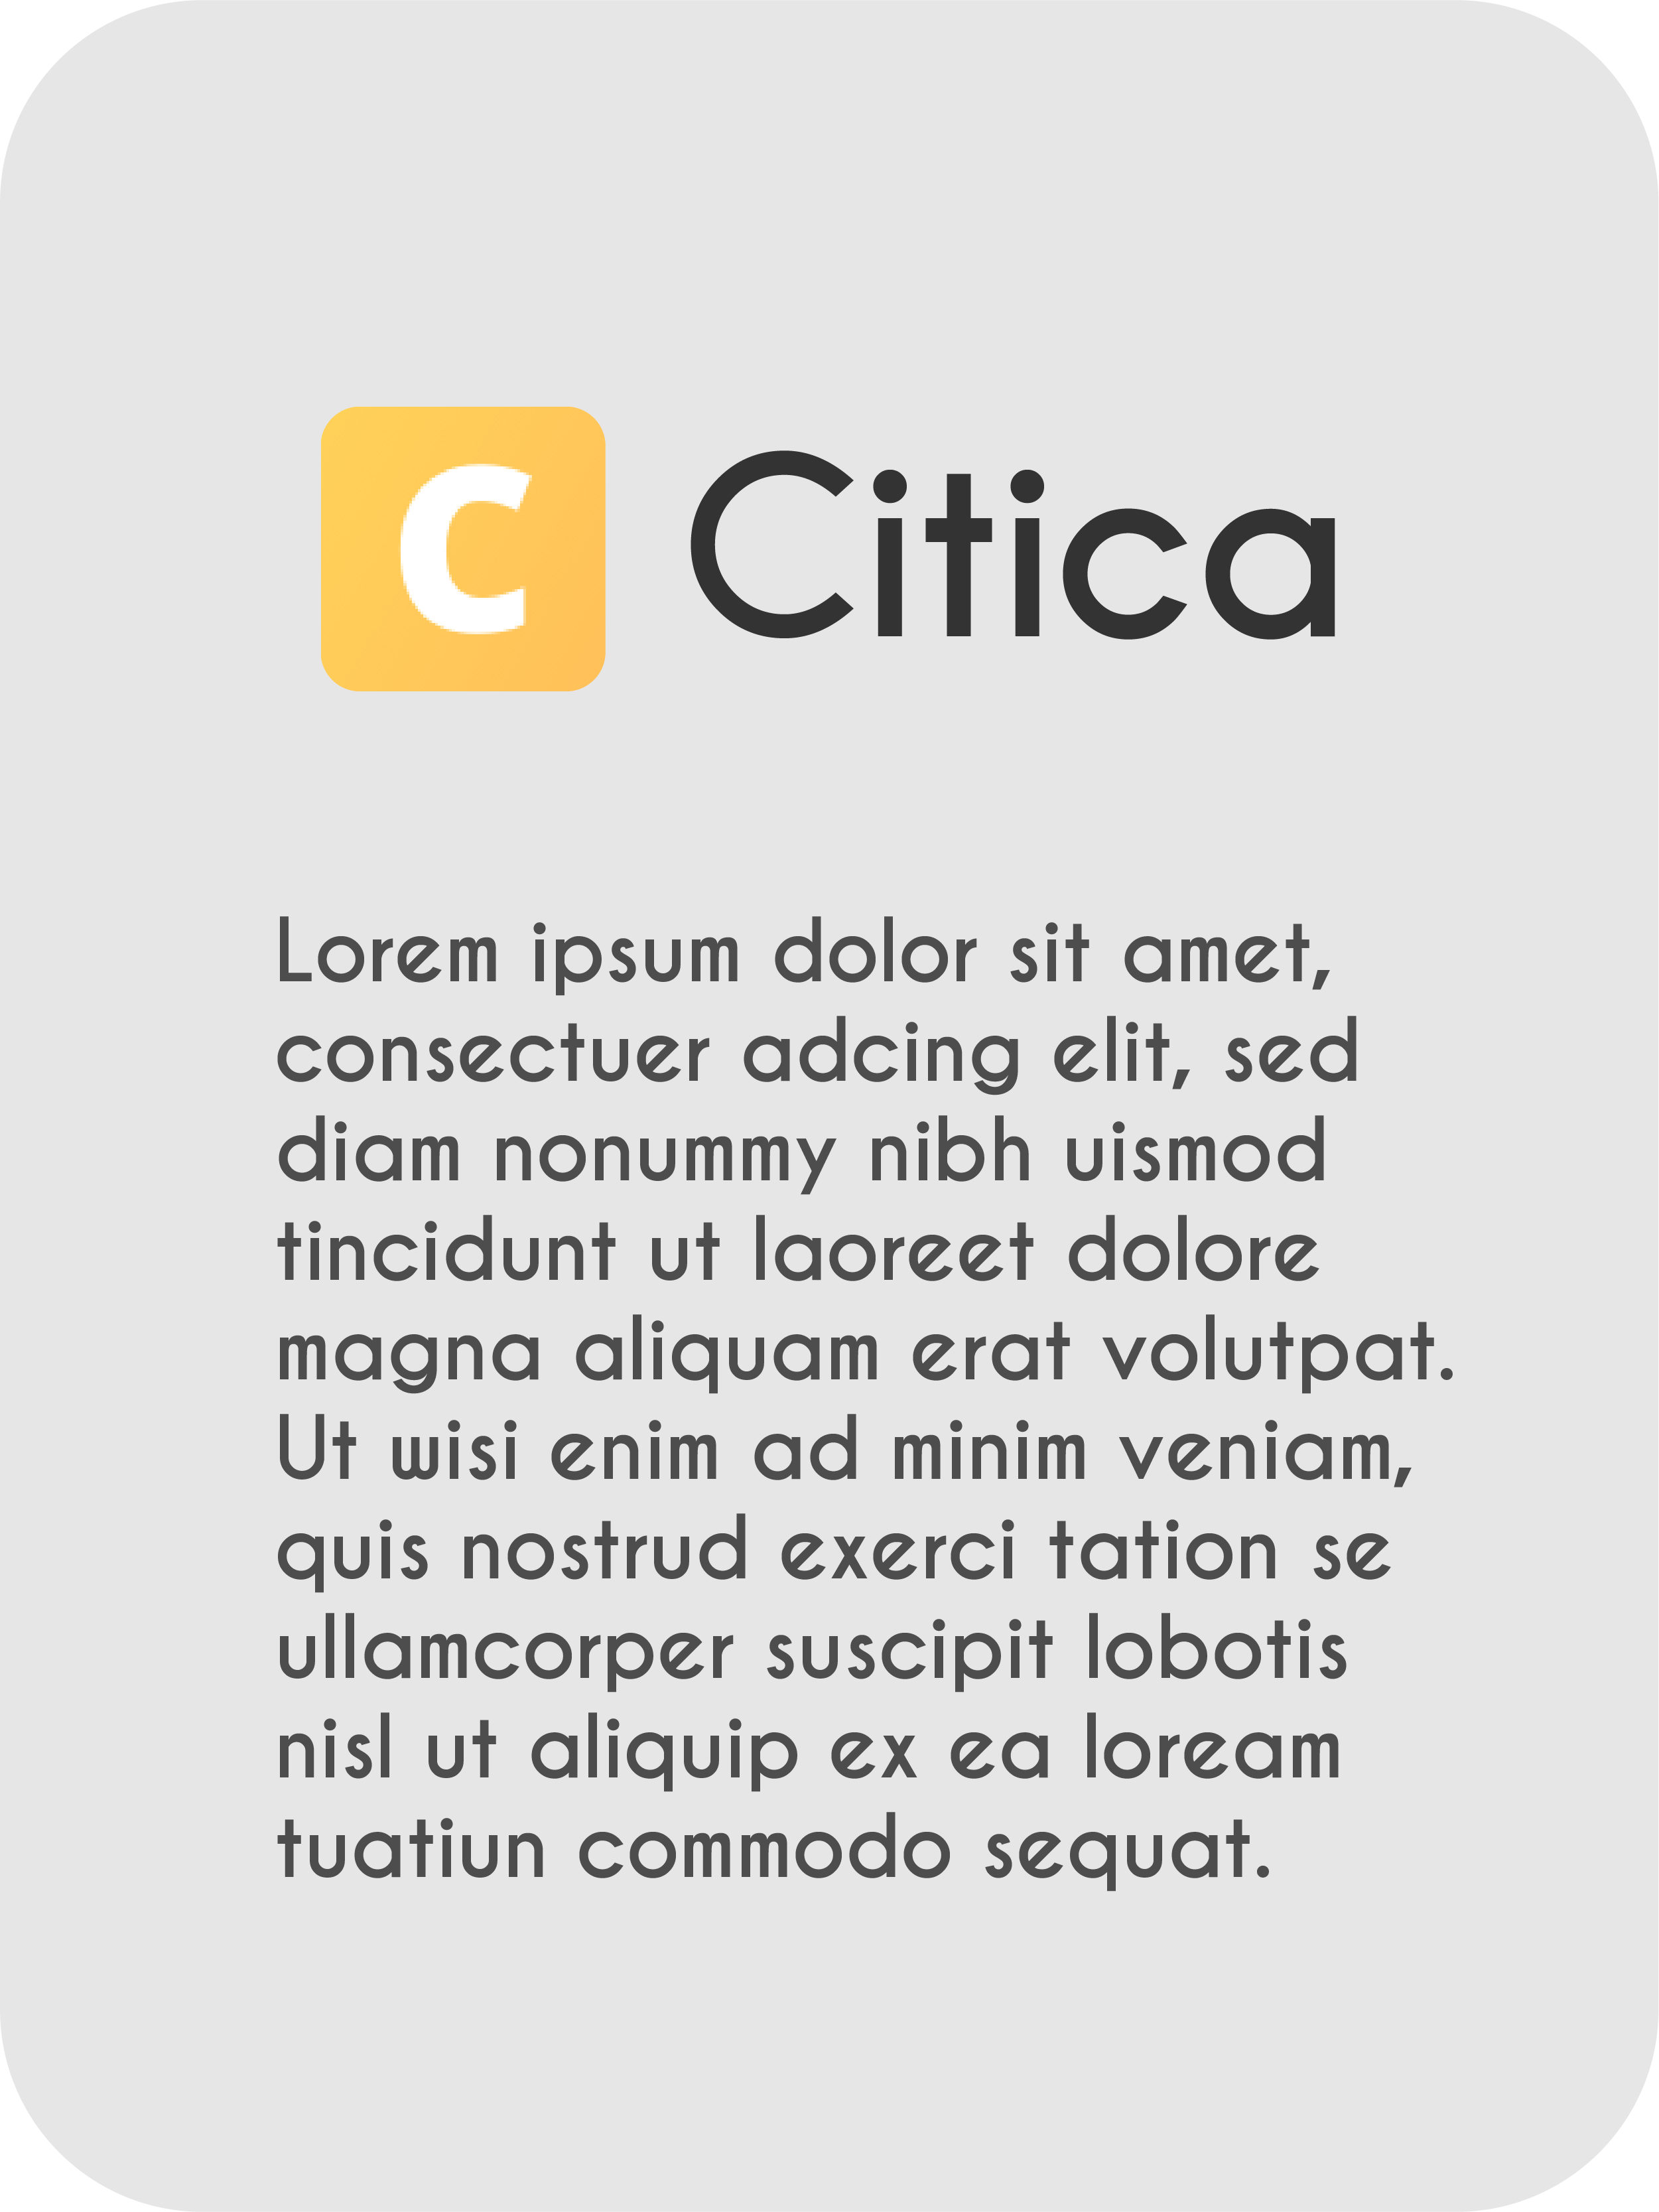 C Citica
Lorem ipsum dolor sit amet,
consectuer adcing elit, sed
diam nonummy nibh uismod
tincidunt ut laoreet dolore
magna aliquam erat volutpat.
Ut wisi enim ad minim veniam,
quis nostrud exerci tation se
ullamcorper suscipit lobotis
nisl ut aliquip ex ea loream
tuatiun commodo sequat.